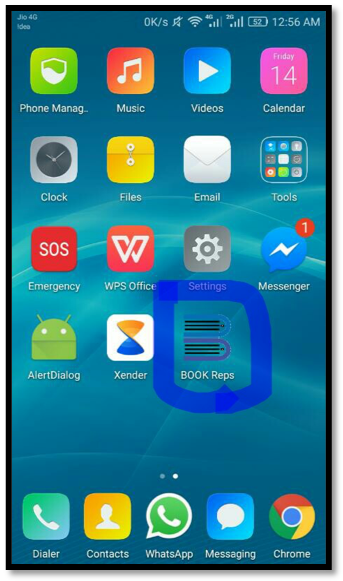 Jio 4G
Idea
0K/s 4G 2G 52 12:56 AM
Friday
14
Phone Manag..
Music
Videos
Calendar
Clock
Files
Email
Tools
SOS
1
Emergency
WPS Office
Settings
Messenger
AlertDialog
Xender
BOOK Reps
Dialer
Contacts
WhatsApp
Messaging
Chrome